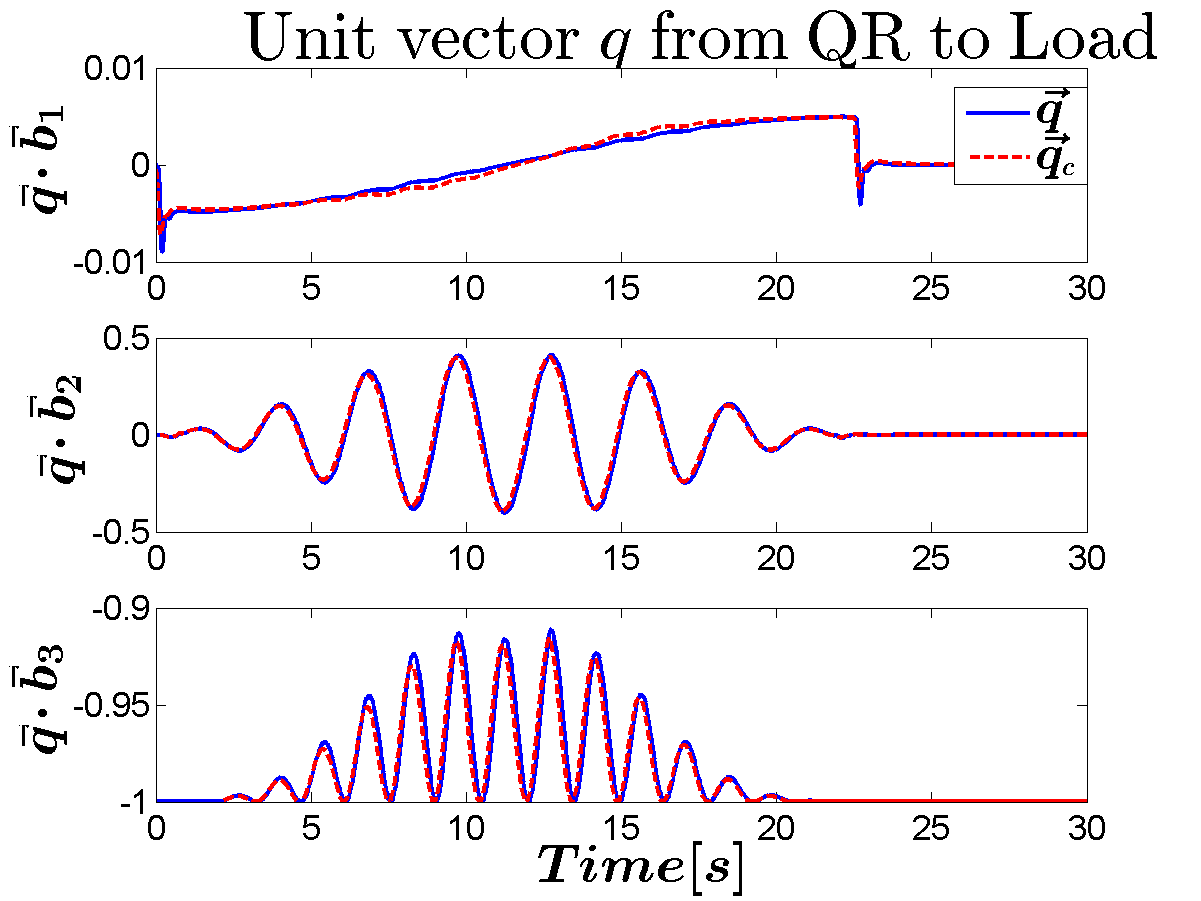 Unit vector q from QR to Load
0.01
0
-0.01
q̄ · b̄₁
q⃗
q⃗c
0 5 10 15 20 25 30
0.5
0
-0.5
q̄ · b̄₂
0 5 10 15 20 25 30
-0.9
-0.95
-1
q̄ · b̄₃
0 5 10 15 20 25 30
Time[s]